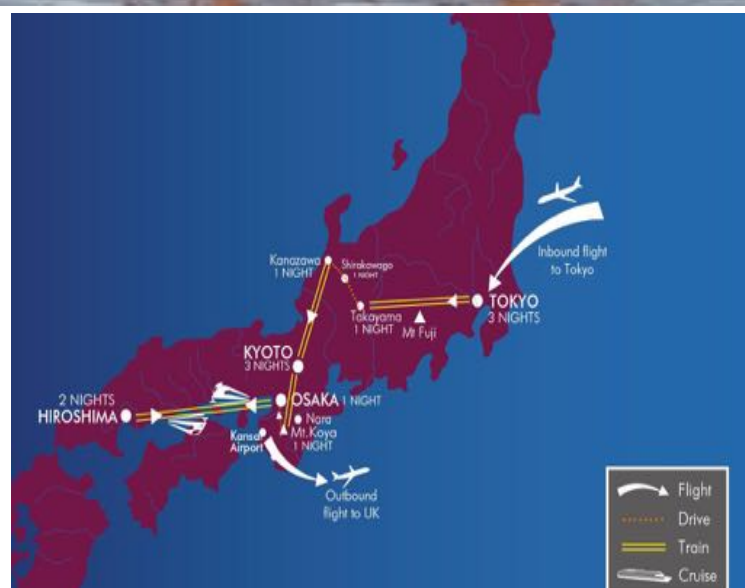 Inbound flight
to Tokyo
Kanazawa
1 NIGHT
Shirakawago
1 NIGHT
TOKYO
3 NIGHTS
Takayama
1 NIGHT
Mt Fuji
KYOTO
3 NIGHTS
2 NIGHTS
HIROSHIMA
OSAKA 1 NIGHT
Nara
Mt.Koya
1 NIGHT
Kansai
Airport
Outbound
flight to UK
Flight
Drive
Train
Cruise